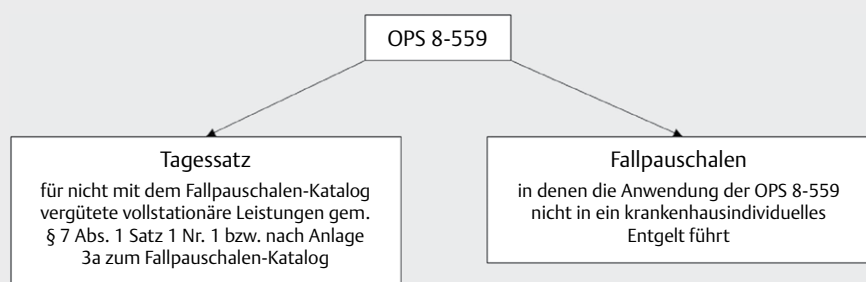 OPS 8-559
Tagessatz
für nicht mit dem Fallpauschalen-Katalog
vergütete vollstationäre Leistungen gem.
§ 7 Abs. 1 Satz 1 Nr. 1 bzw. nach Anlage
3a zum Fallpauschalen-Katalog
Fallpauschalen
in denen die Anwendung der OPS 8-559
nicht in ein krankenhausindividuelles
Entgelt führt